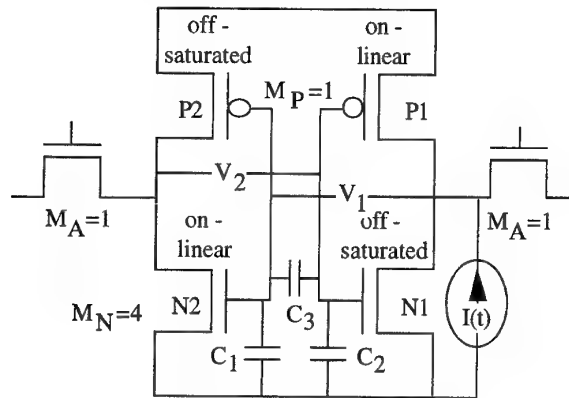 off -
saturated
on -
linear
P2
M_P=1
P1
V_2
V_1
M_A=1
M_A=1
on -
linear
off -
saturated
N2
C_3
N1
M_N=4
C_1
C_2
I(t)